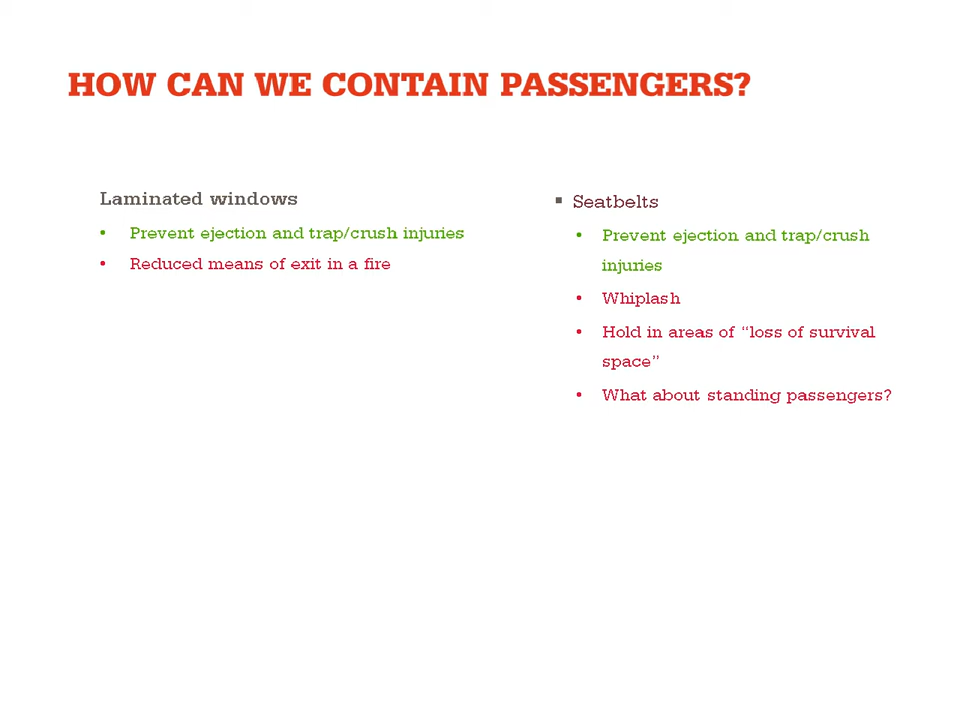 HOW CAN WE CONTAIN PASSENGERS?
Laminated windows
• Prevent ejection and trap/crush injuries
• Reduced means of exit in a fire
▪ Seatbelts
• Prevent ejection and trap/crush
injuries
• Whiplash
• Hold in areas of “loss of survival
space”
• What about standing passengers?